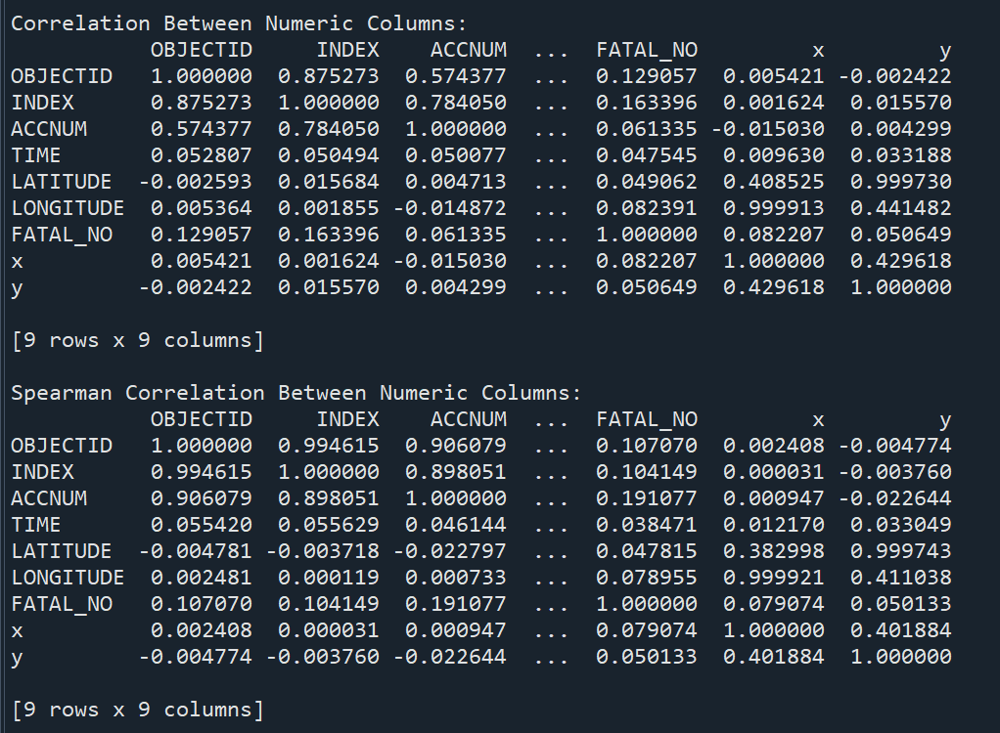 Correlation Between Numeric Columns:
           OBJECTID     INDEX    ACCNUM  ...  FATAL_NO         x         y
OBJECTID   1.000000  0.875273  0.574377  ...  0.129057  0.005421 -0.002422
INDEX      0.875273  1.000000  0.784050  ...  0.163396  0.001624  0.015570
ACCNUM     0.574377  0.784050  1.000000  ...  0.061335 -0.015030  0.004299
TIME       0.052807  0.050494  0.050077  ...  0.047545  0.009630  0.033188
LATITUDE  -0.002593  0.015684  0.004713  ...  0.049062  0.408525  0.999730
LONGITUDE  0.005364  0.001855 -0.014872  ...  0.082391  0.999913  0.441482
FATAL_NO   0.129057  0.163396  0.061335  ...  1.000000  0.082207  0.050649
x          0.005421  0.001624 -0.015030  ...  0.082207  1.000000  0.429618
y         -0.002422  0.015570  0.004299  ...  0.050649  0.429618  1.000000
[9 rows x 9 columns]
Spearman Correlation Between Numeric Columns:
           OBJECTID     INDEX    ACCNUM  ...  FATAL_NO         x         y
OBJECTID   1.000000  0.994615  0.906079  ...  0.107070  0.002408 -0.004774
INDEX      0.994615  1.000000  0.898051  ...  0.104149  0.000031 -0.003760
ACCNUM     0.906079  0.898051  1.000000  ...  0.191077  0.000947 -0.022644
TIME       0.055420  0.055629  0.046144  ...  0.038471  0.012170  0.033049
LATITUDE  -0.004781 -0.003718 -0.022797  ...  0.047815  0.382998  0.999743
LONGITUDE  0.002481  0.000119  0.000733  ...  0.078955  0.999921  0.411038
FATAL_NO   0.107070  0.104149  0.191077  ...  1.000000  0.079074  0.050133
x          0.002408  0.000031  0.000947  ...  0.079074  1.000000  0.401884
y         -0.004774 -0.003760 -0.022644  ...  0.050133  0.401884  1.000000
[9 rows x 9 columns]